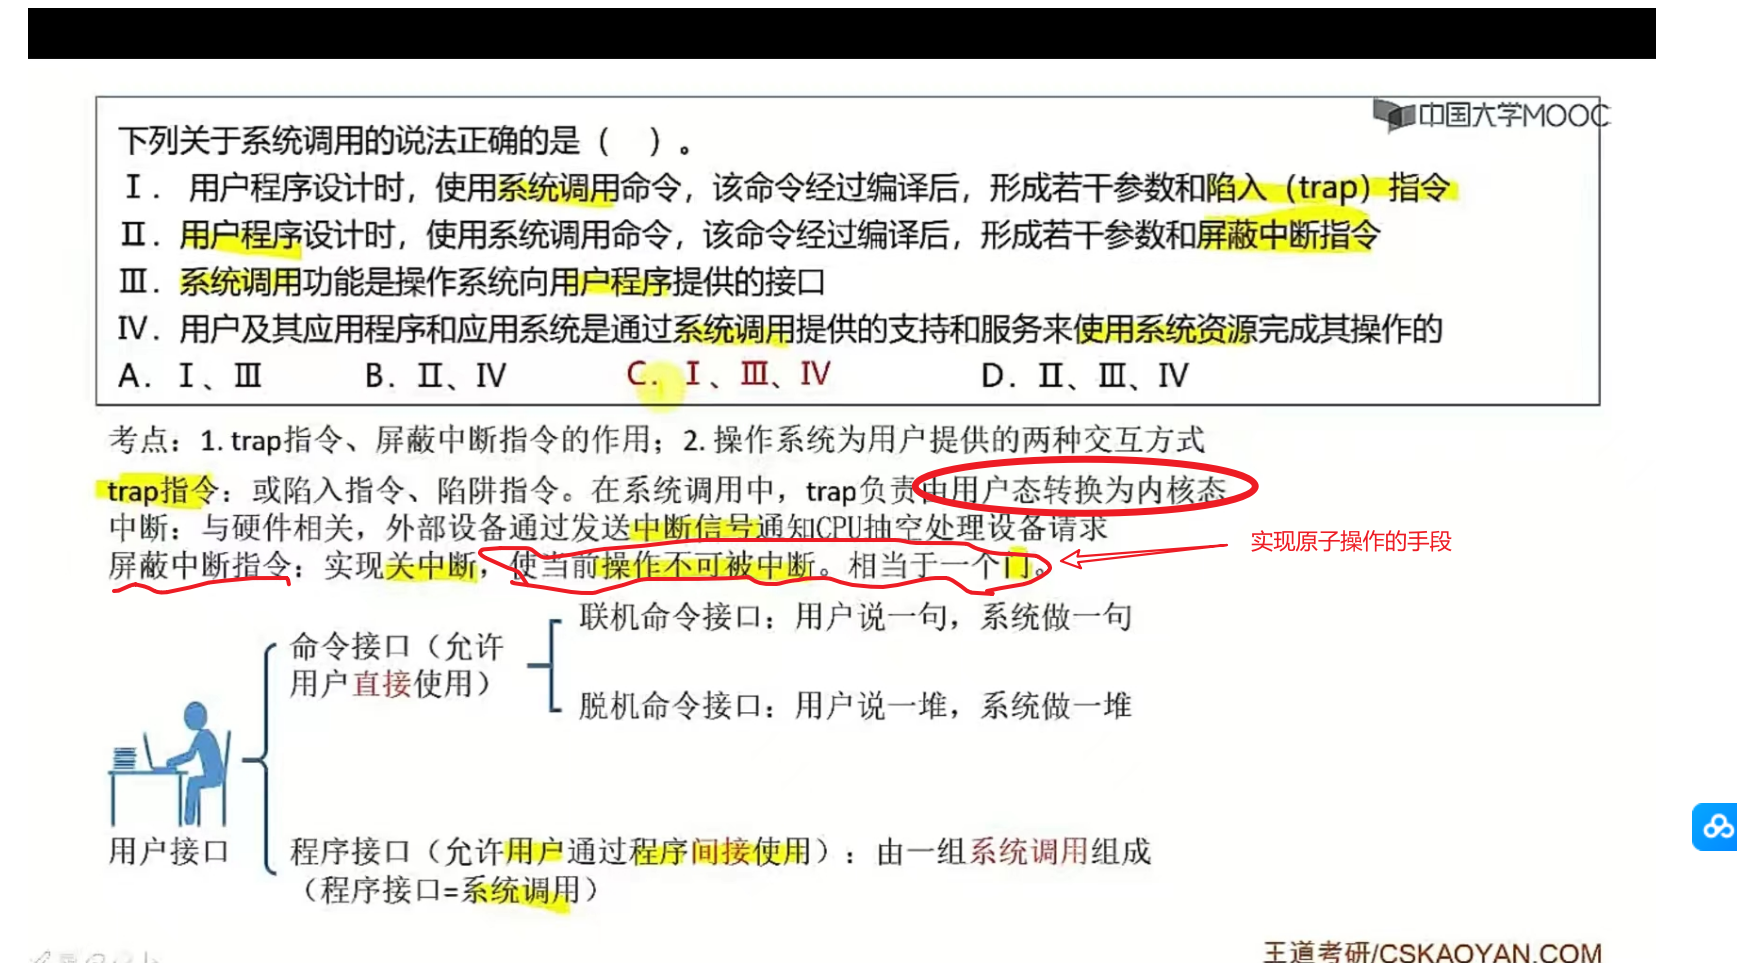 中国大学MOOC
下列关于系统调用的说法正确的是（　）。
Ⅰ．用户程序设计时，使用系统调用命令，该命令经过编译后，形成若干参数和陷入（trap）指令
Ⅱ．用户程序设计时，使用系统调用命令，该命令经过编译后，形成若干参数和屏蔽中断指令
Ⅲ．系统调用功能是操作系统向用户程序提供的接口
Ⅳ．用户及其应用程序和应用系统是通过系统调用提供的支持和服务来使用系统资源完成其操作的
A．Ⅰ、Ⅲ　B．Ⅱ、Ⅳ　C．Ⅰ、Ⅲ、Ⅳ　D．Ⅱ、Ⅲ、Ⅳ
考点：1. trap指令、屏蔽中断指令的作用；2. 操作系统为用户提供的两种交互方式
trap指令：或陷入指令、陷阱指令。在系统调用中，trap负责由用户态转换为内核态
中断：与硬件相关，外部设备通过发送中断信号通知CPU抽空处理设备请求
实现原子操作的手段
屏蔽中断指令：实现关中断，使当前操作不可被中断。相当于一个门。
联机命令接口：用户说一句，系统做一句
命令接口（允许
用户直接使用）
脱机命令接口：用户说一堆，系统做一堆
用户接口
程序接口（允许用户通过程序间接使用）：由一组系统调用组成
（程序接口=系统调用）
王道考研/CSKAOYAN.COM